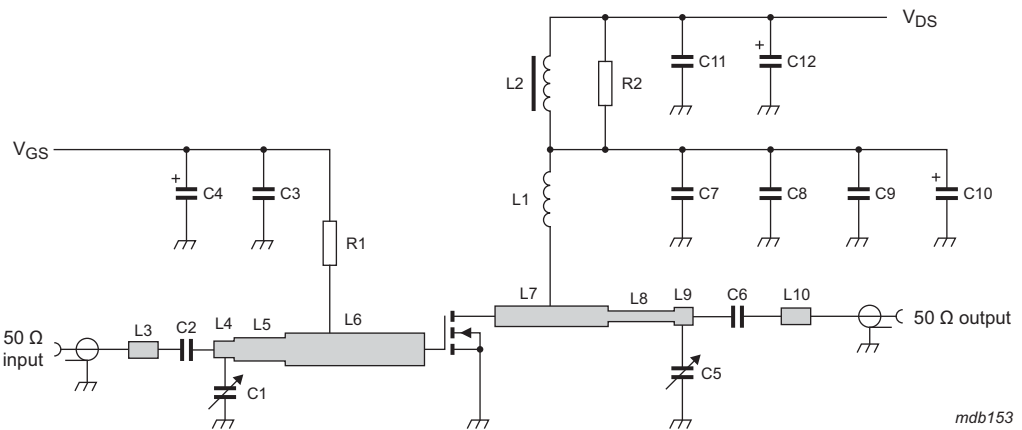 V_DS
L2
R2
C11
+ C12
V_GS
+ C4
C3
R1
L1
C7
C8
C9
+ C10
50 Ω
input
L3
C2
L4
L5
L6
C1
L7
L8
L9
C6
L10
50 Ω output
C5
mdb153